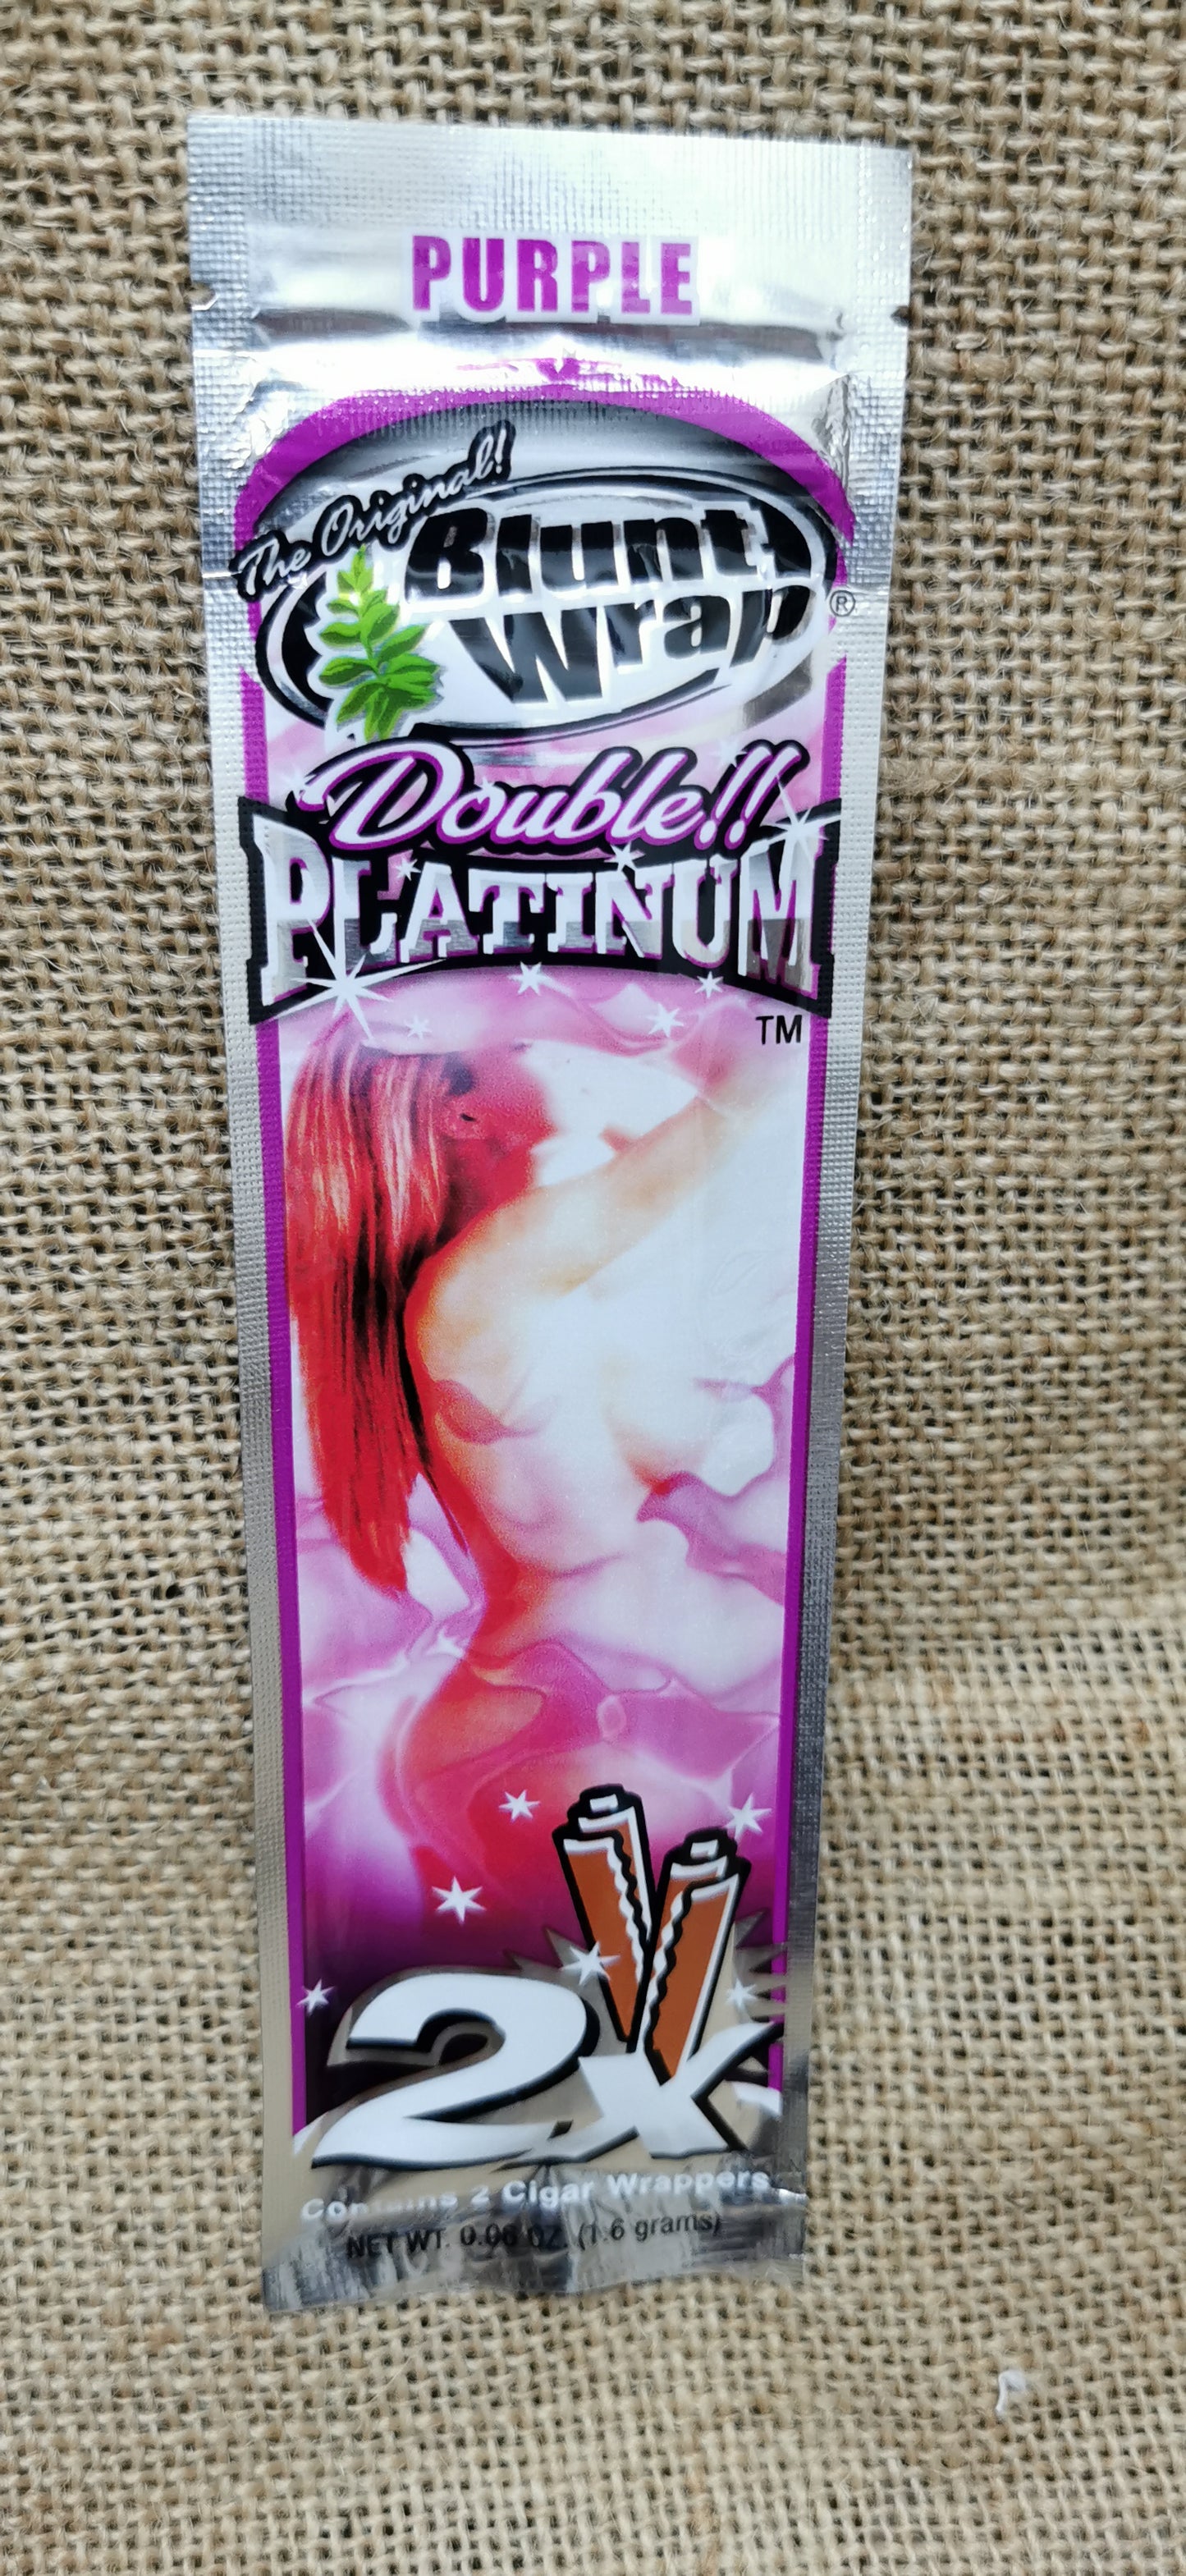 PURPLE
The Original!
Blunt
Wrap®
Double!!
PLATINUM
TM
2x
Contains 2 Cigar Wrappers
NET WT. 0.06 OZ. (1.6 grams)